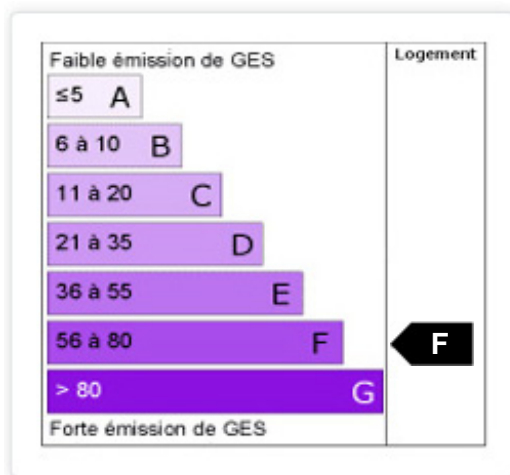 Faible émission de GES
Logement
≤5 A
6 à 10 B
11 à 20 C
21 à 35 D
36 à 55 E
56 à 80 F
F
> 80 G
Forte émission de GES